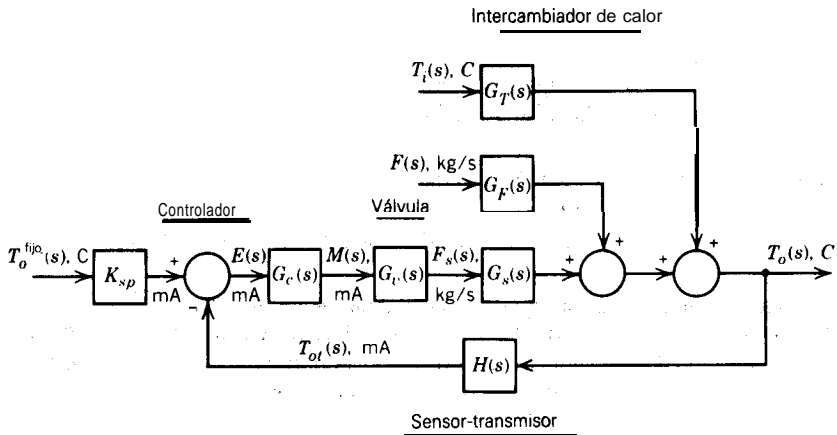 Intercambiador de calor
T_i(s), C
G_T(s)
F(s), kg/s
G_F(s)
Controlador
Válvula
T_o^fijo(s), C
K_sp
+
mA
-
E(s)
mA
G_c(s)
M(s),
mA
G_v(s)
F_s(s),
kg/s
G_s(s)
+
+
+
+
T_o(s), C
T_ot(s), mA
H(s)
Sensor-transmisor